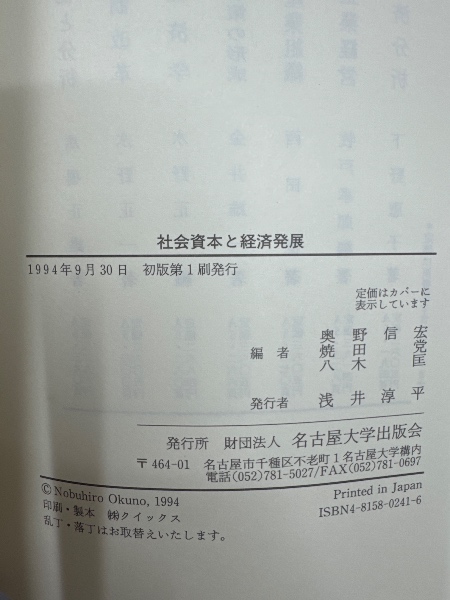 社会資本と経済発展
1994年9月30日 初版第1刷発行
定価はカバーに
表示しています
奥野信宏
編者 焼田党
八木匡
発行者 浅井淳平
発行所 財団法人 名古屋大学出版会
〒464-01 名古屋市千種区不老町1名古屋大学構内
電話(052)781-5027/FAX(052)781-0697
© Nobuhiro Okuno, 1994
Printed in Japan
印刷・製本 ㈱クイックス
ISBN4-8158-0241-6
乱丁・落丁はお取替えいたします。